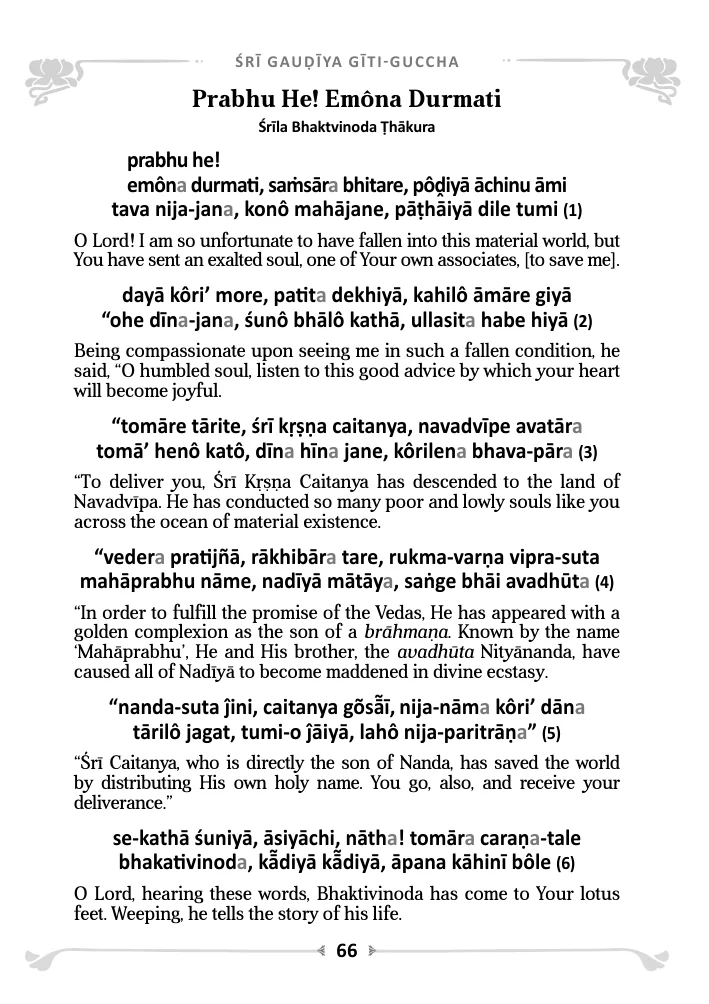 ŚRĪ GAUḌĪYA GĪTI-GUCCHA
Prabhu He! Emôna Durmati
Śrīla Bhaktvinoda Ṭhākura
prabhu he!
emôna durmati, saṁsāra bhitare, pôḓiyā āchinu āmi
tava nija-jana, konô mahājane, pāṭhāiyā dile tumi (1)
O Lord! I am so unfortunate to have fallen into this material world, but
You have sent an exalted soul, one of Your own associates, [to save me].
dayā kôri’ more, patita dekhiyā, kahilô āmāre giyā
“ohe dīna-jana, śunô bhālô kathā, ullasita habe hiyā (2)
Being compassionate upon seeing me in such a fallen condition, he
said, “O humbled soul, listen to this good advice by which your heart
will become joyful.
“tomāre tārite, śrī kṛṣṇa caitanya, navadvīpe avatāra
tomā’ henô katô, dīna hīna jane, kôrilena bhava-pāra (3)
“To deliver you, Śrī Kṛṣṇa Caitanya has descended to the land of
Navadvīpa. He has conducted so many poor and lowly souls like you
across the ocean of material existence.
“vedera pratijñā, rākhibāra tare, rukma-varṇa vipra-suta
mahāprabhu nāme, nadīyā mātāya, saṅge bhāi avadhūta (4)
“In order to fulfill the promise of the Vedas, He has appeared with a
golden complexion as the son of a brāhmaṇa. Known by the name
‘Mahāprabhu’, He and His brother, the avadhūta Nityānanda, have
caused all of Nadīyā to become maddened in divine ecstasy.
“nanda-suta ĵini, caitanya gõsā̃ī, nija-nāma kôri’ dāna
tārilô jagat, tumi-o ĵāiyā, lahô nija-paritrāṇa” (5)
“Śrī Caitanya, who is directly the son of Nanda, has saved the world
by distributing His own holy name. You go, also, and receive your
deliverance.”
se-kathā śuniyā, āsiyāchi, nātha! tomāra caraṇa-tale
bhakativinoda, kā̃diyā kā̃diyā, āpana kāhinī bôle (6)
O Lord, hearing these words, Bhaktivinoda has come to Your lotus
feet. Weeping, he tells the story of his life.
66